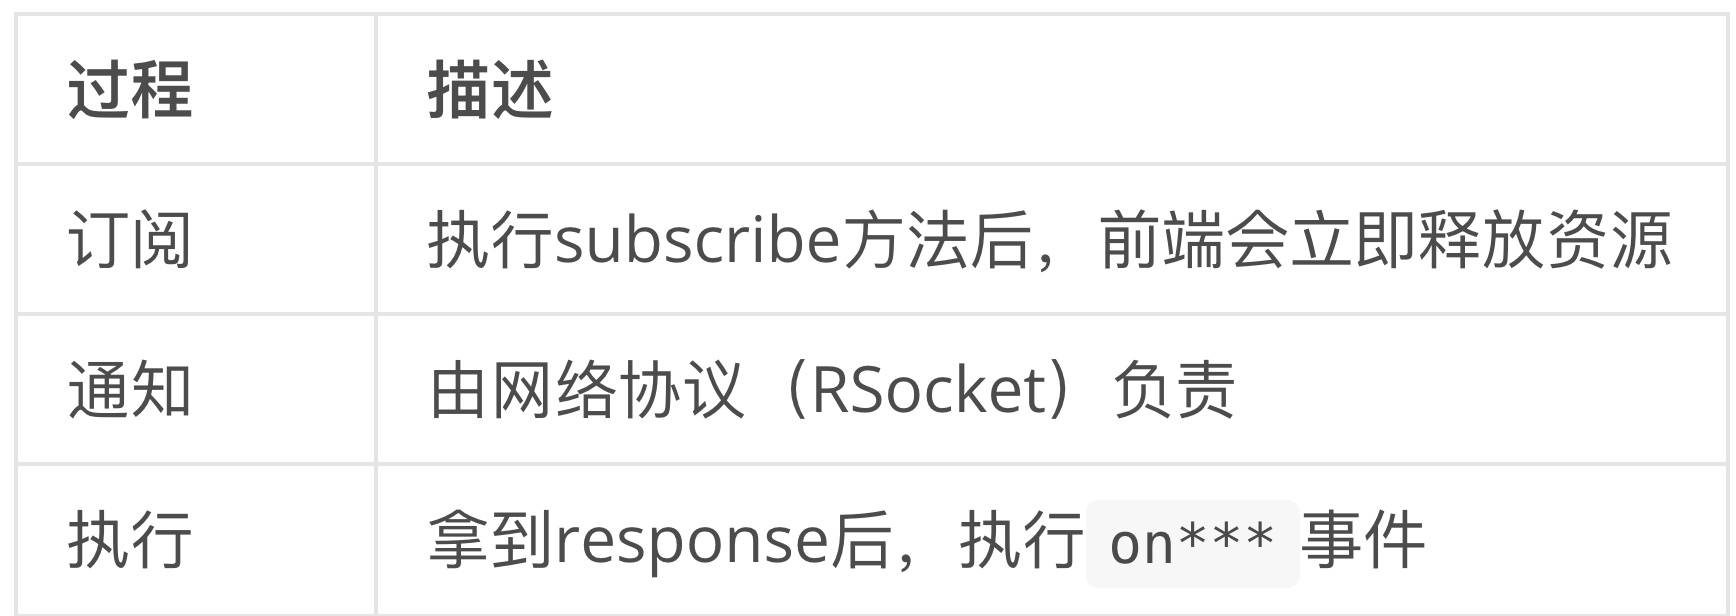 过程 描述
订阅 执行subscribe方法后，前端会立即释放资源
通知 由网络协议（RSocket）负责
执行 拿到response后，执行 on*** 事件